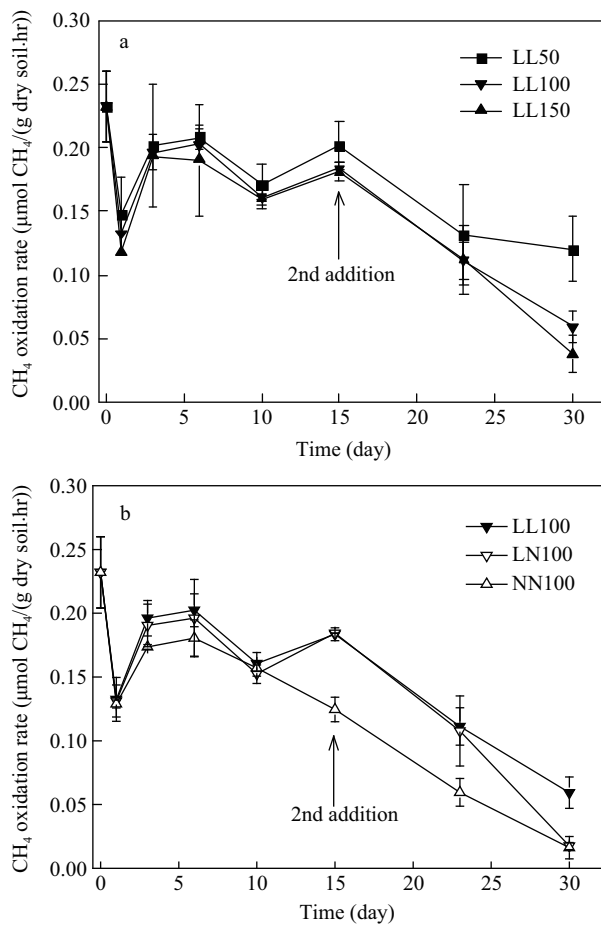 0.30
a
LL50
0.25
LL100
LL150
0.20
0.15
0.10
2nd addition
0.05
0.00
0 5 10 15 20 25 30
Time (day)
CH₄ oxidation rate (μmol CH₄/(g dry soil·hr))
0.30
b
LL100
0.25
LN100
NN100
0.20
0.15
0.10
0.05
2nd addition
0.00
0 5 10 15 20 25 30
Time (day)
CH₄ oxidation rate (μmol CH₄/(g dry soil·hr))